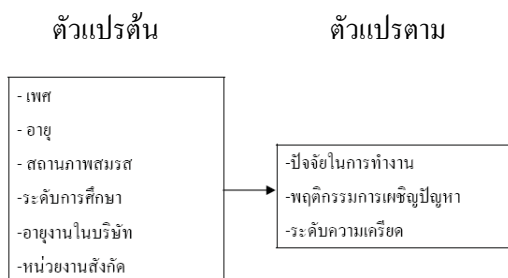 ตัวแปรต้น
ตัวแปรตาม
- เพศ
- อายุ
- สถานภาพสมรส
-ระดับการศึกษา
-อายุงานในบริษัท
-หน่วยงานสังกัด
-ปัจจัยในการทำงาน
-พฤติกรรมการเผชิญปัญหา
-ระดับความเครียด